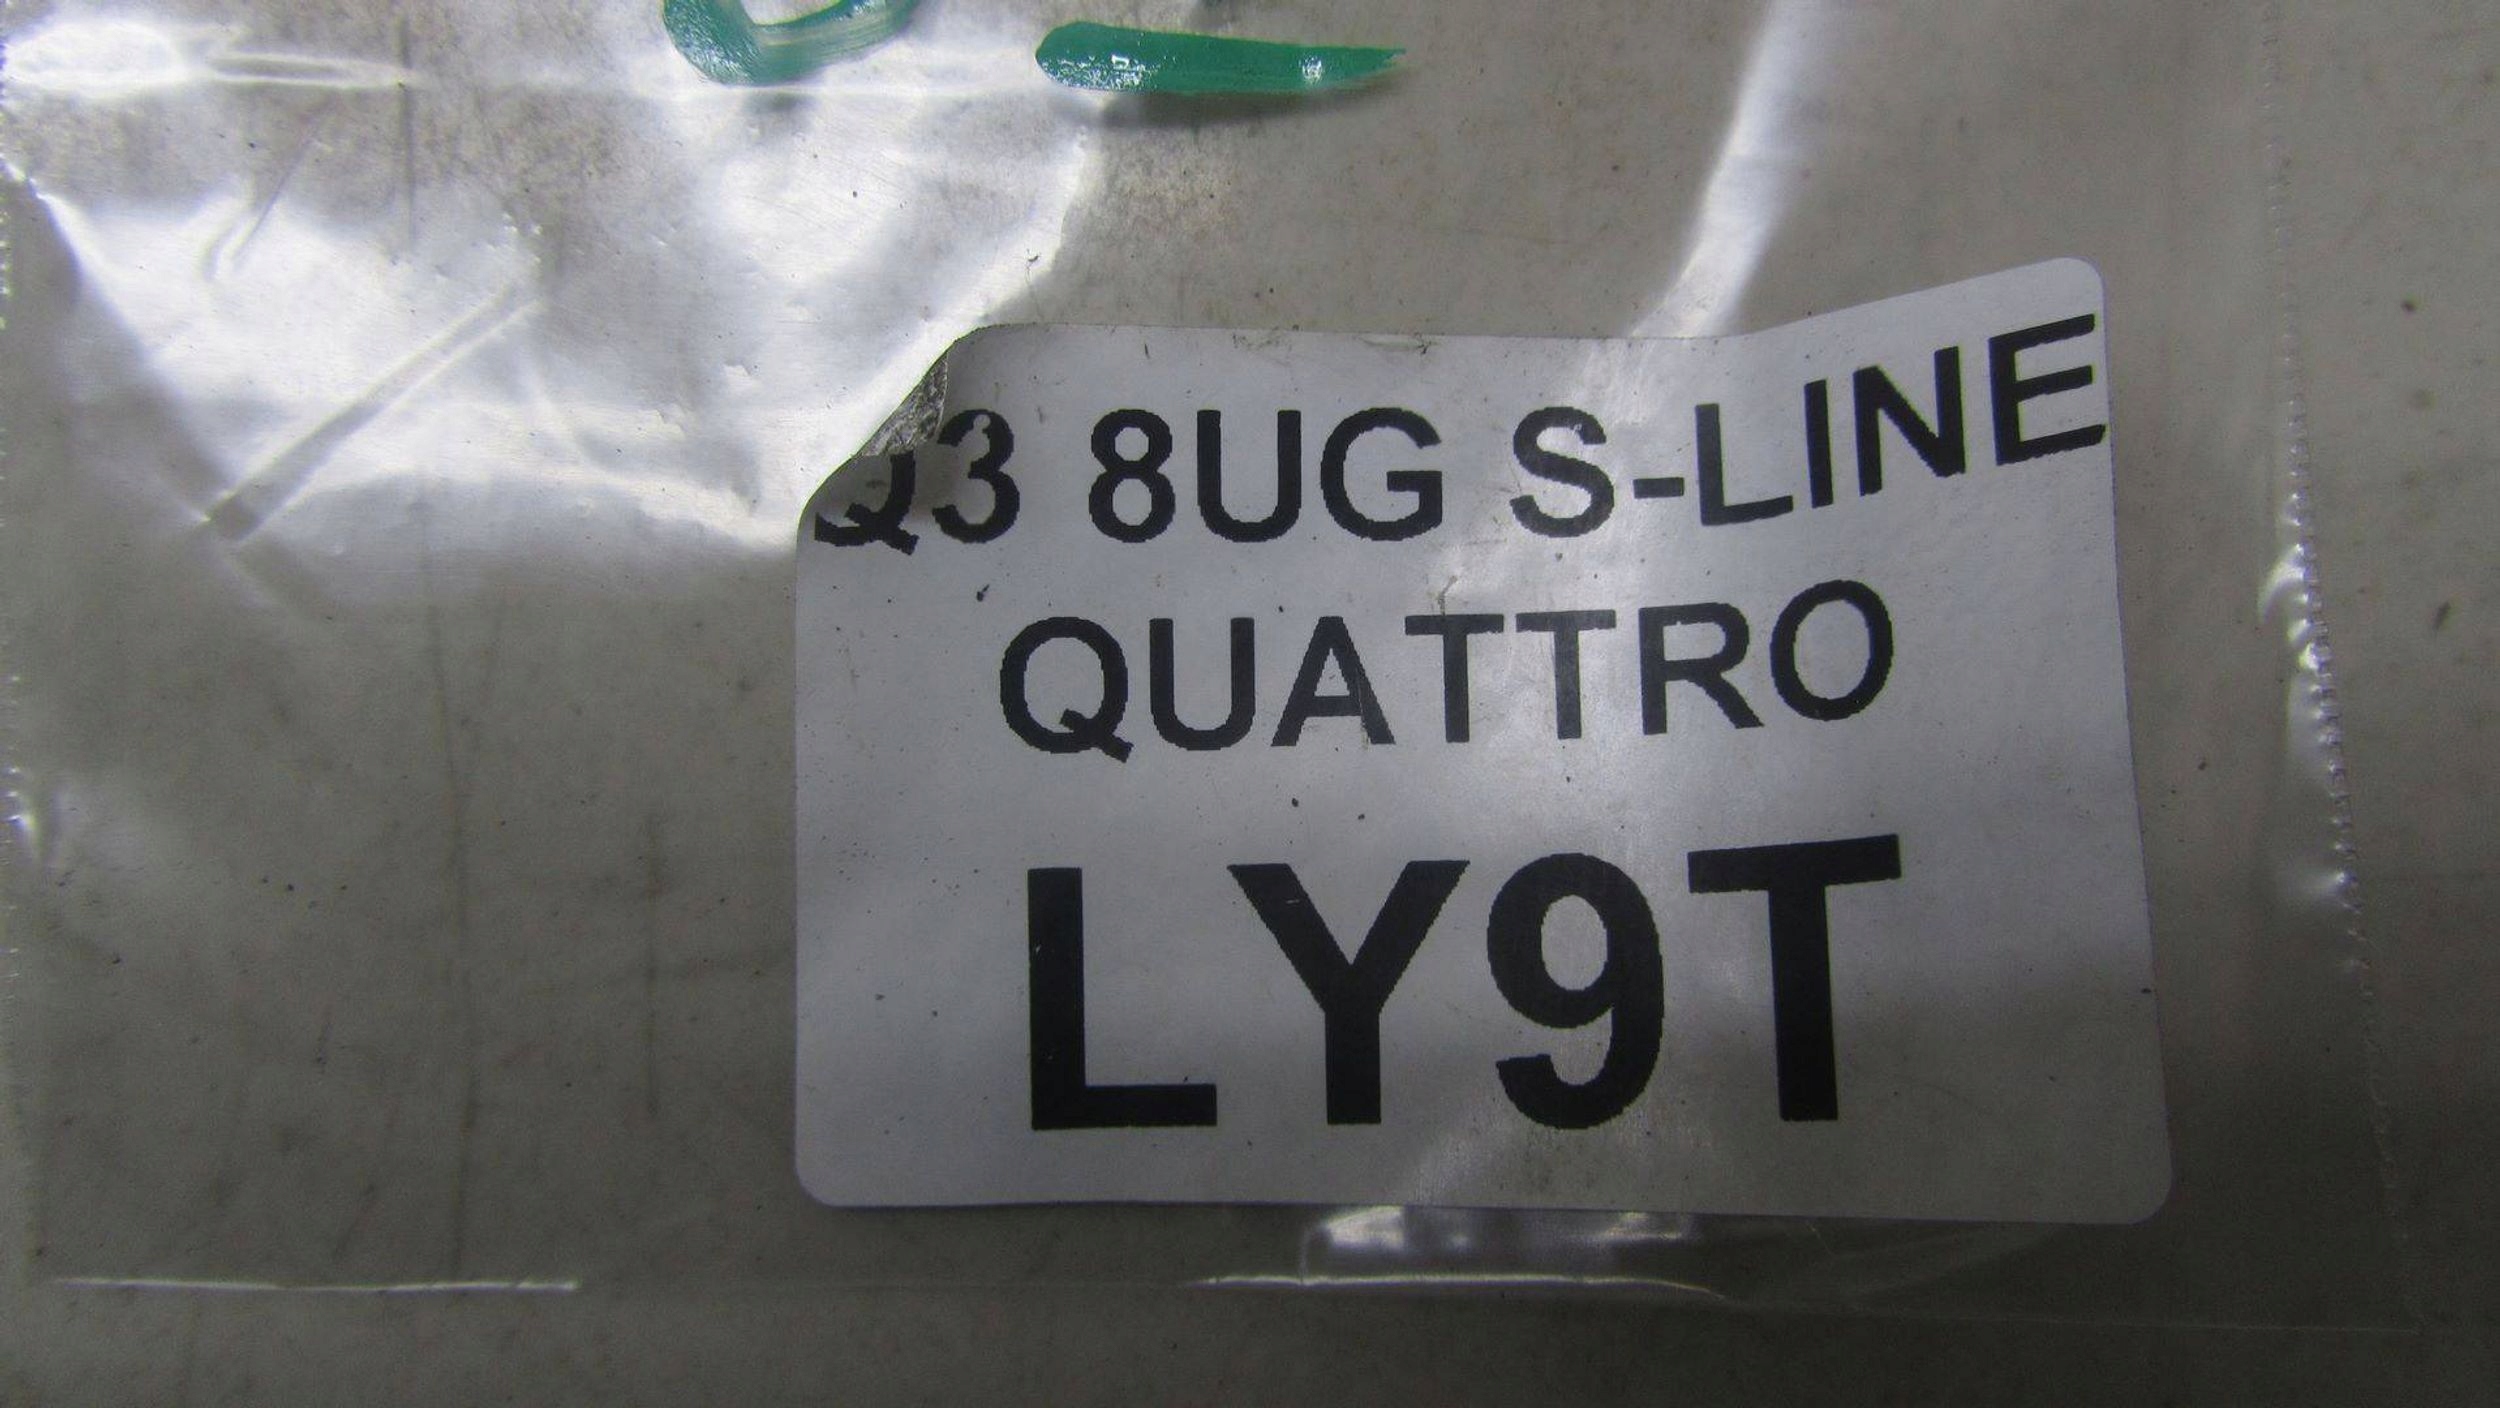 Q3 8UG S-LINE
QUATTRO
LY9T